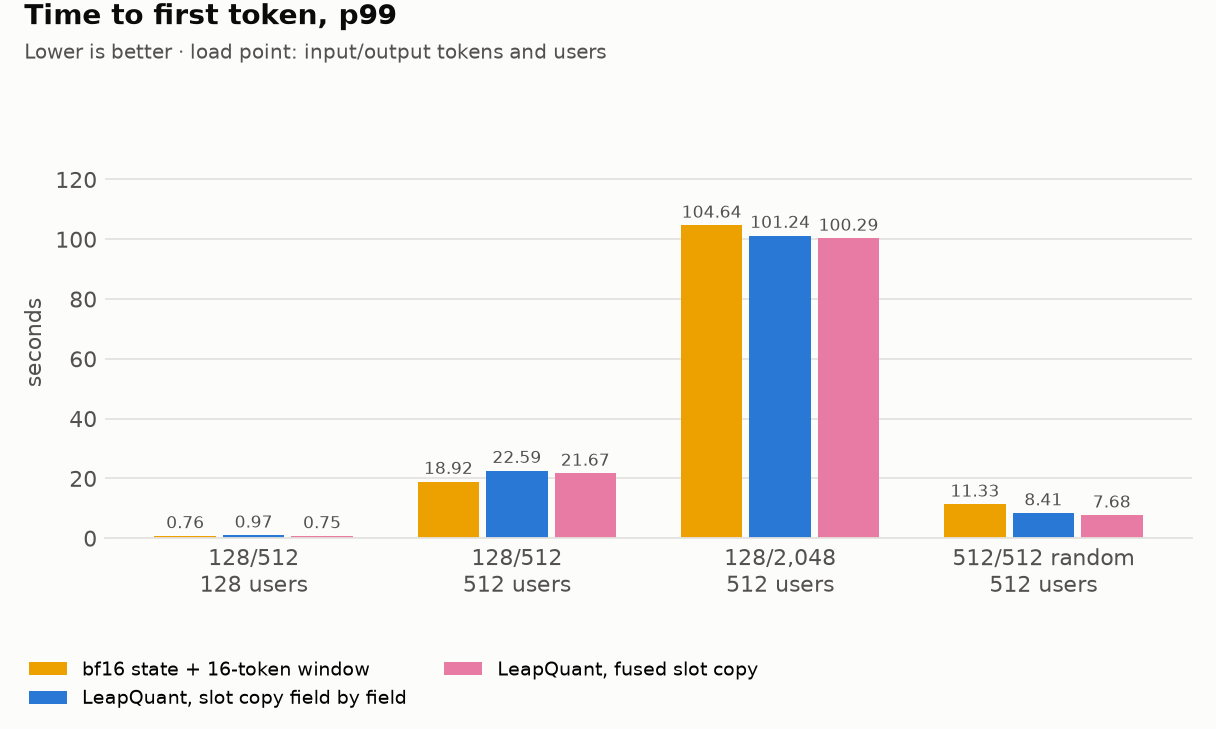 Time to first token, p99
Lower is better · load point: input/output tokens and users
seconds
120
100
80
60
40
20
0
0.76 0.97 0.75
18.92 22.59 21.67
104.64 101.24 100.29
11.33 8.41 7.68
128/512
128 users
128/512
512 users
128/2,048
512 users
512/512 random
512 users
bf16 state + 16-token window
LeapQuant, slot copy field by field
LeapQuant, fused slot copy